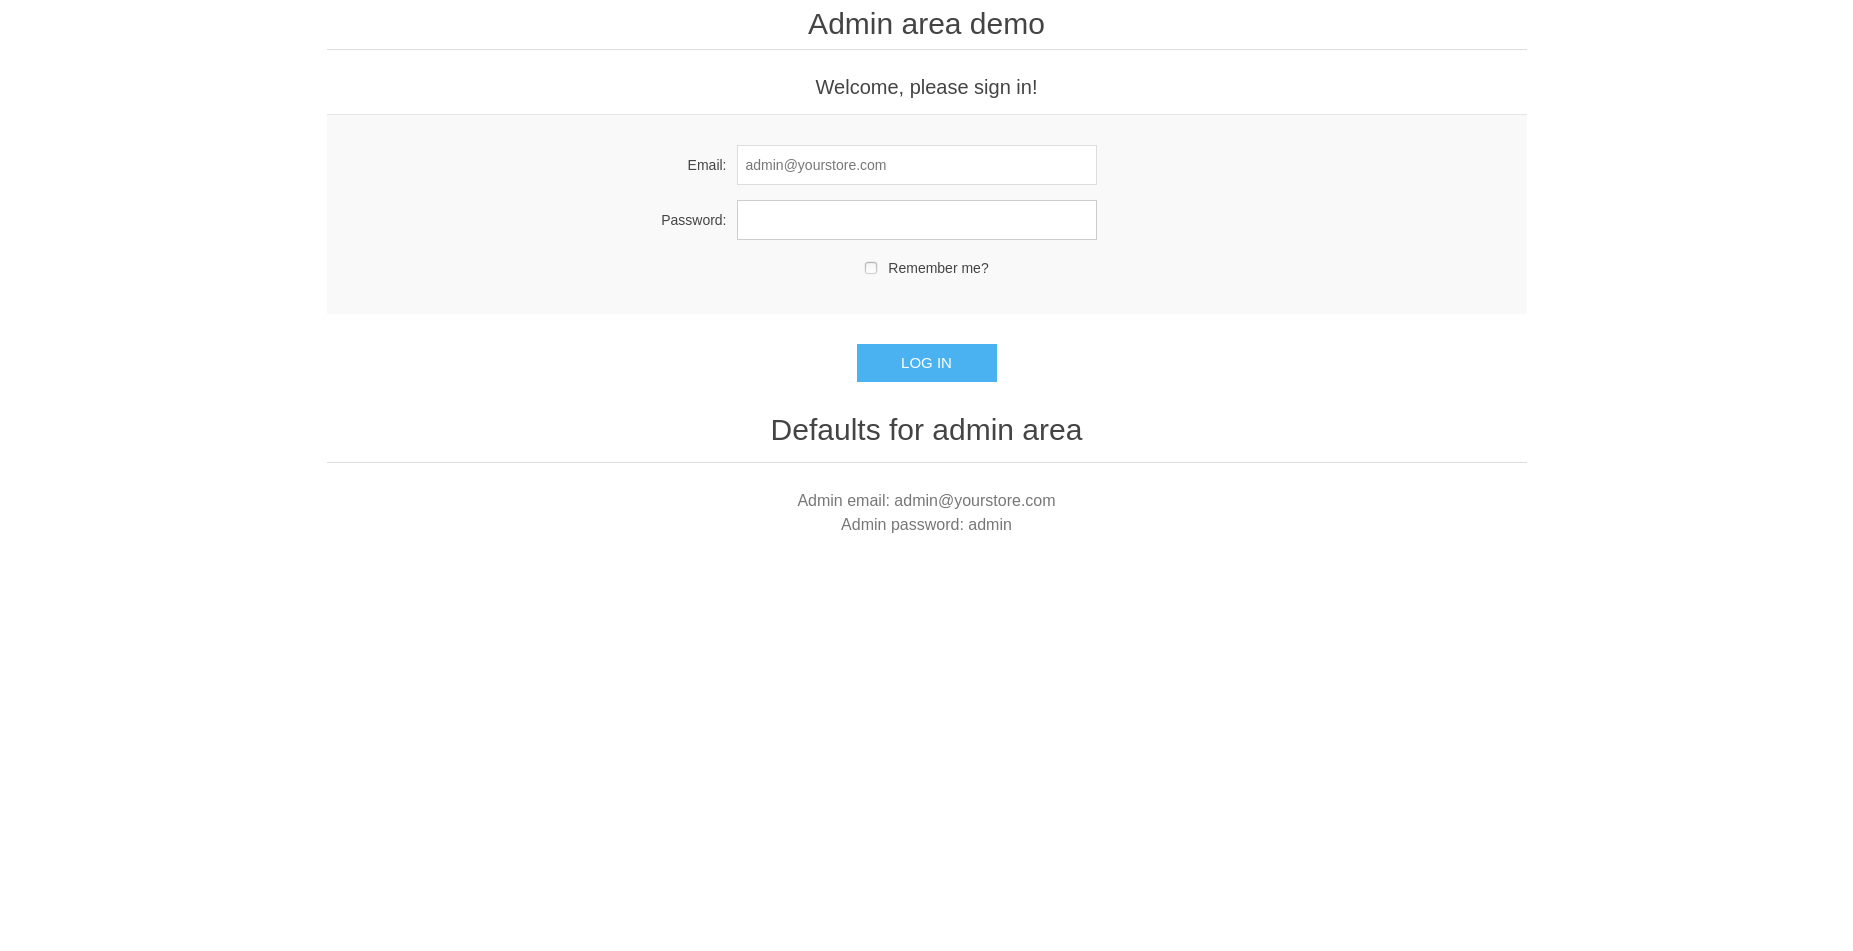 Admin area demo
Welcome, please sign in!
Email: admin@yourstore.com
Password:
Remember me?
LOG IN
Defaults for admin area
Admin email: admin@yourstore.com
Admin password: admin